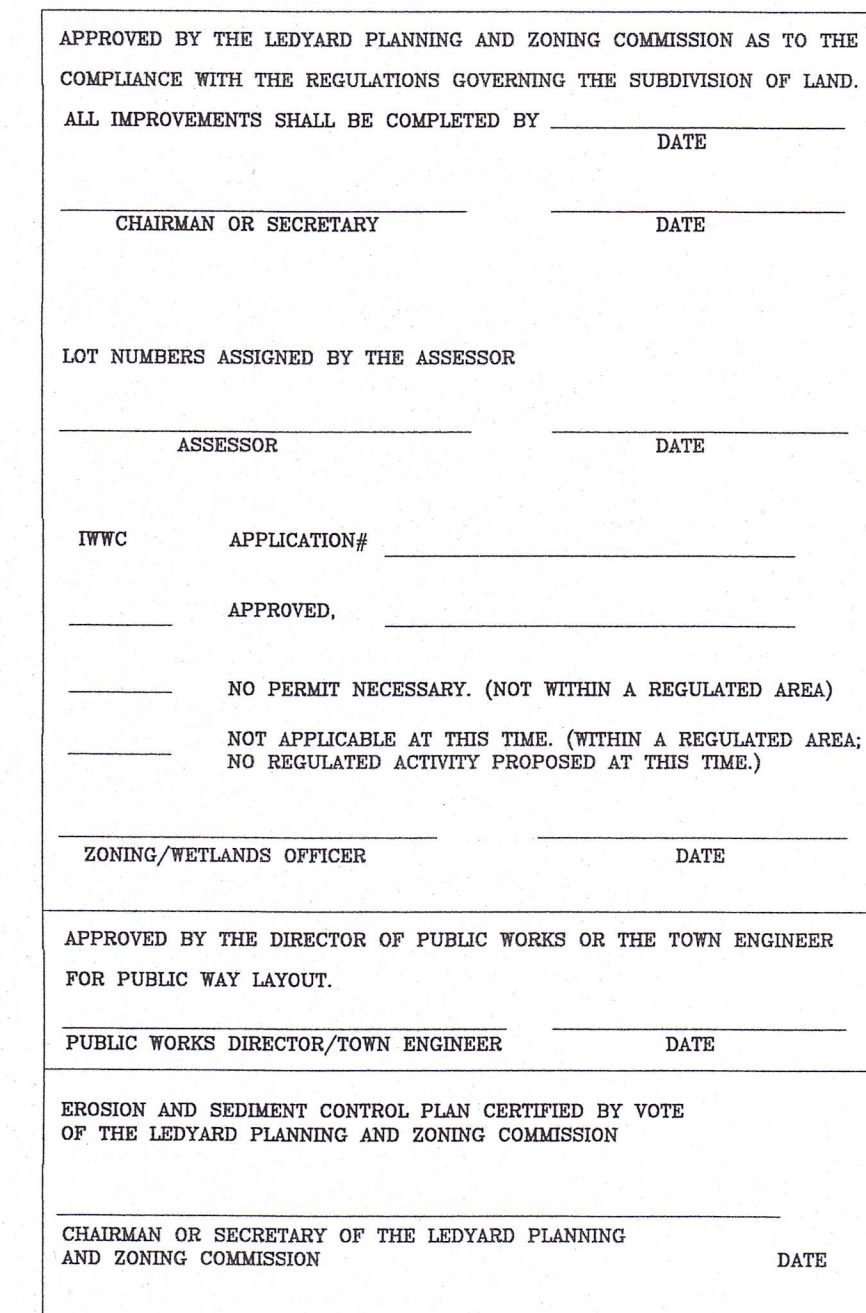 APPROVED BY THE LEDYARD PLANNING AND ZONING COMMISSION AS TO THE
COMPLIANCE WITH THE REGULATIONS GOVERNING THE SUBDIVISION OF LAND.
ALL IMPROVEMENTS SHALL BE COMPLETED BY
DATE
CHAIRMAN OR SECRETARY DATE
LOT NUMBERS ASSIGNED BY THE ASSESSOR
ASSESSOR DATE
IWWC APPLICATION#
APPROVED,
NO PERMIT NECESSARY. (NOT WITHIN A REGULATED AREA)
NOT APPLICABLE AT THIS TIME. (WITHIN A REGULATED AREA;
NO REGULATED ACTIVITY PROPOSED AT THIS TIME.)
ZONING/WETLANDS OFFICER DATE
APPROVED BY THE DIRECTOR OF PUBLIC WORKS OR THE TOWN ENGINEER
FOR PUBLIC WAY LAYOUT.
PUBLIC WORKS DIRECTOR/TOWN ENGINEER DATE
EROSION AND SEDIMENT CONTROL PLAN CERTIFIED BY VOTE
OF THE LEDYARD PLANNING AND ZONING COMMISSION
CHAIRMAN OR SECRETARY OF THE LEDYARD PLANNING
AND ZONING COMMISSION DATE